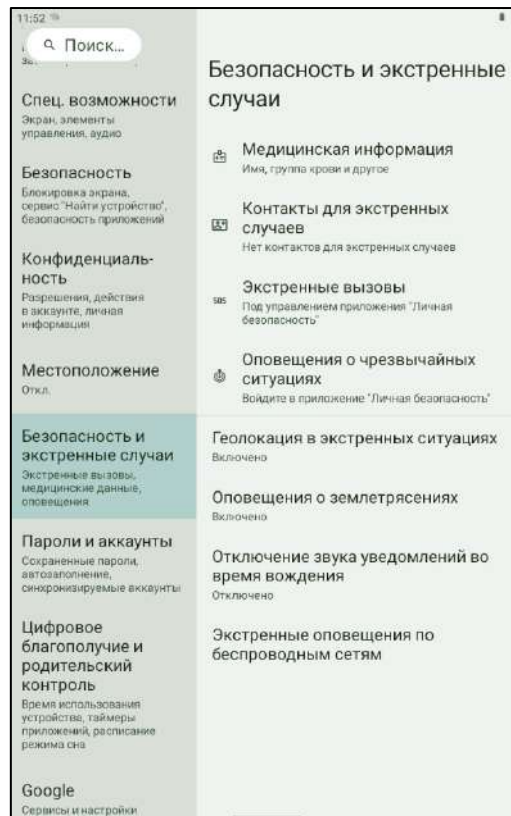 11:52
Поиск...
Спец. возможности
Экран, элементы
управления, аудио
Безопасность
Блокировка экрана,
сервис "Найти устройство",
безопасность приложений
Конфиденциаль-
ность
Разрешения, действия
в аккаунте, личная
информация
Местоположение
Откл.
Безопасность и
экстренные случаи
Экстренные вызовы,
медицинские данные,
оповещения
Пароли и аккаунты
Сохраненные пароли,
автозаполнение,
синхронизируемые аккаунты
Цифровое
благополучие и
родительский
контроль
Время использования
устройства, таймеры
приложений, расписание
режима сна
Google
Сервисы и настройки
Безопасность и экстренные
случаи
Медицинская информация
Имя, группа крови и другое
Контакты для экстренных
случаев
Нет контактов для экстренных случаев
SOS
Экстренные вызовы
Под управлением приложения "Личная
безопасность"
Оповещения о чрезвычайных
ситуациях
Войдите в приложение "Личная безопасность"
Геолокация в экстренных ситуациях
Включено
Оповещения о землетрясениях
Включено
Отключение звука уведомлений во
время вождения
Отключено
Экстренные оповещения по
беспроводным сетям